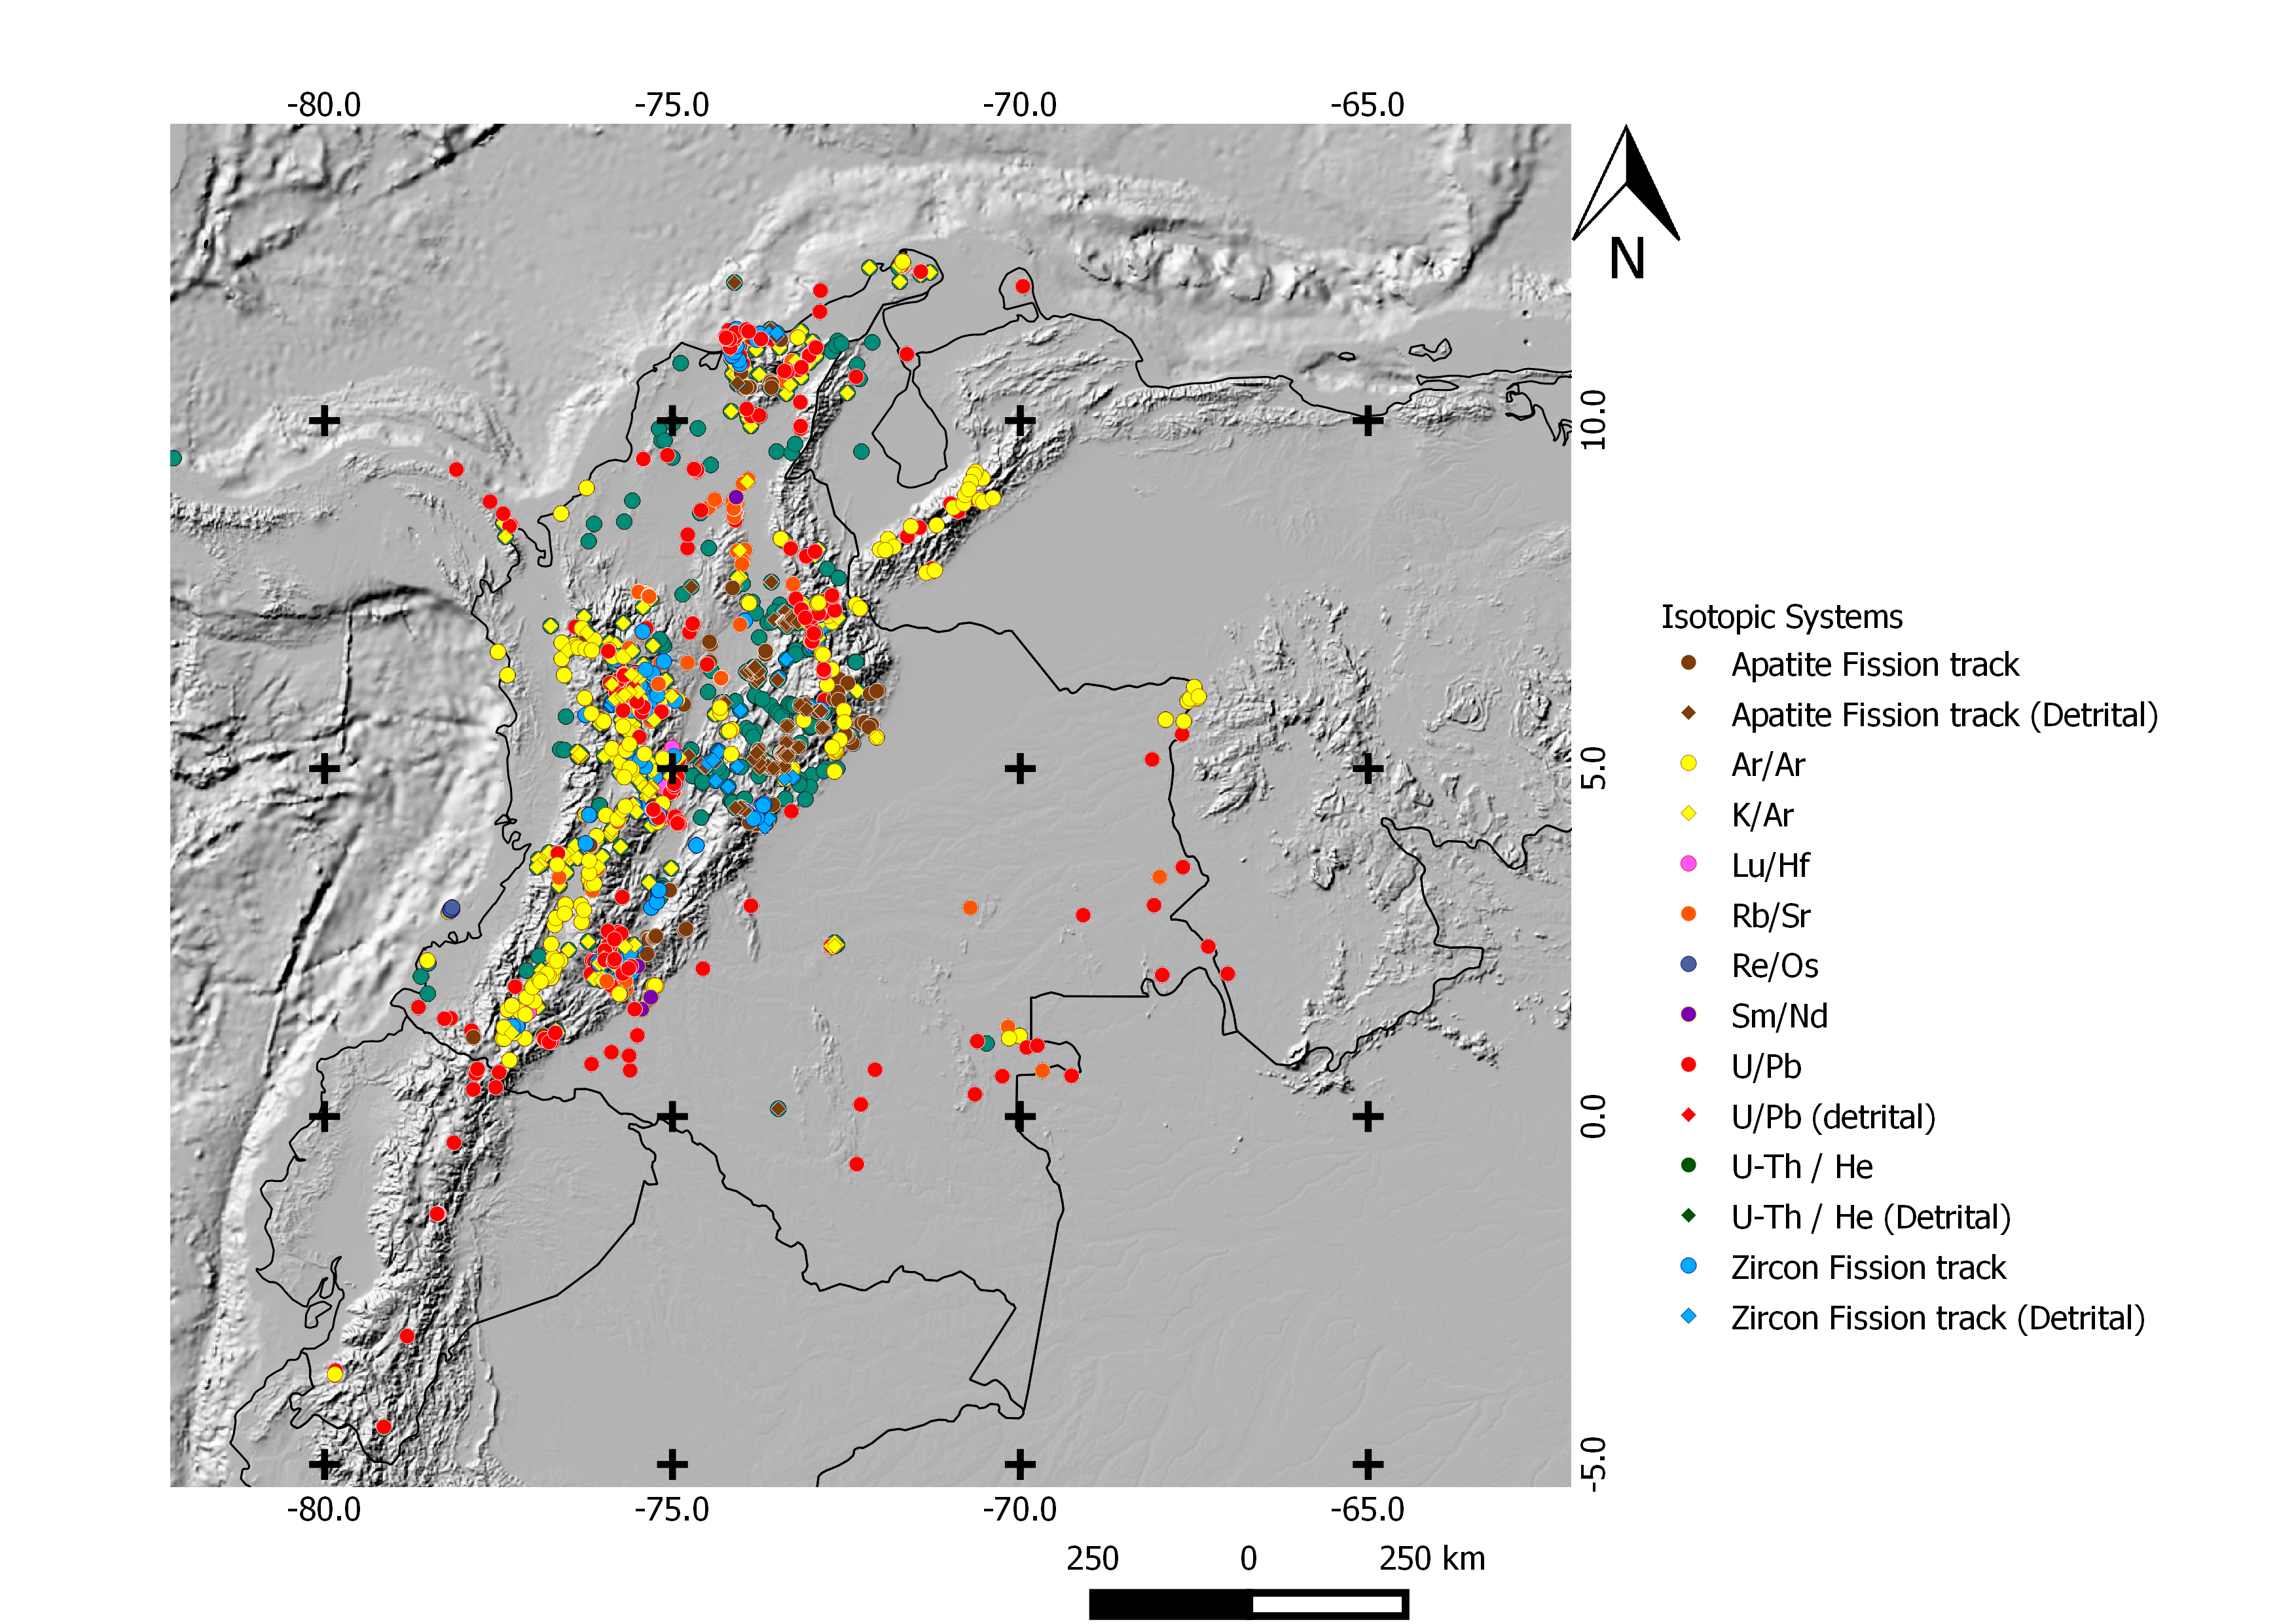 -80.0 -75.0 -70.0 -65.0
N
10.0
5.0
0.0
-5.0
Isotopic Systems
Apatite Fission track
Apatite Fission track (Detrital)
Ar/Ar
K/Ar
Lu/Hf
Rb/Sr
Re/Os
Sm/Nd
U/Pb
U/Pb (detrital)
U-Th / He
U-Th / He (Detrital)
Zircon Fission track
Zircon Fission track (Detrital)
-80.0 -75.0 -70.0 -65.0
250 0 250 km